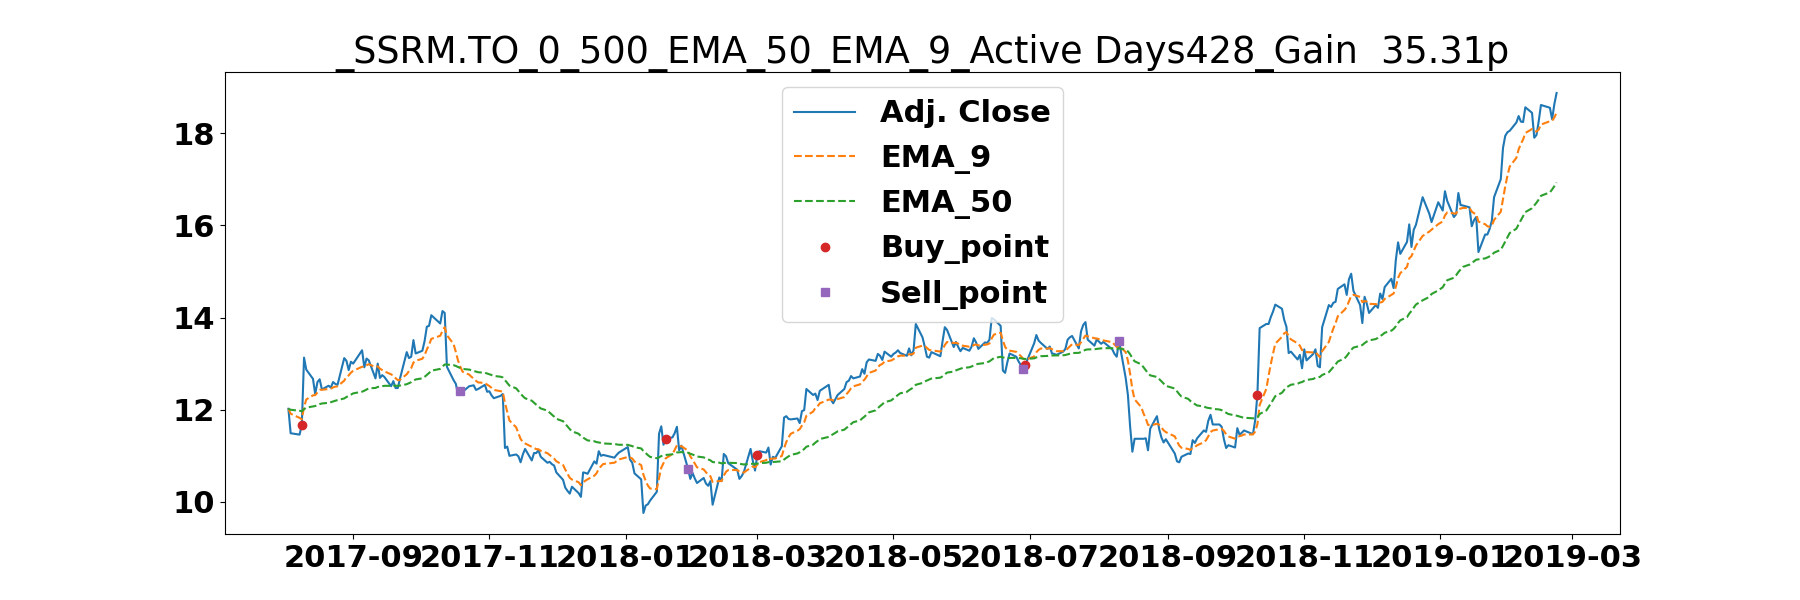 _SSRM.TO_0_500_EMA_50_EMA_9_Active Days428_Gain  35.31p
Adj. Close
EMA_9
EMA_50
Buy_point
Sell_point
18
16
14
12
10
2017-09 2017-11 2018-01 2018-03 2018-05 2018-07 2018-09 2018-11 2019-01 2019-03